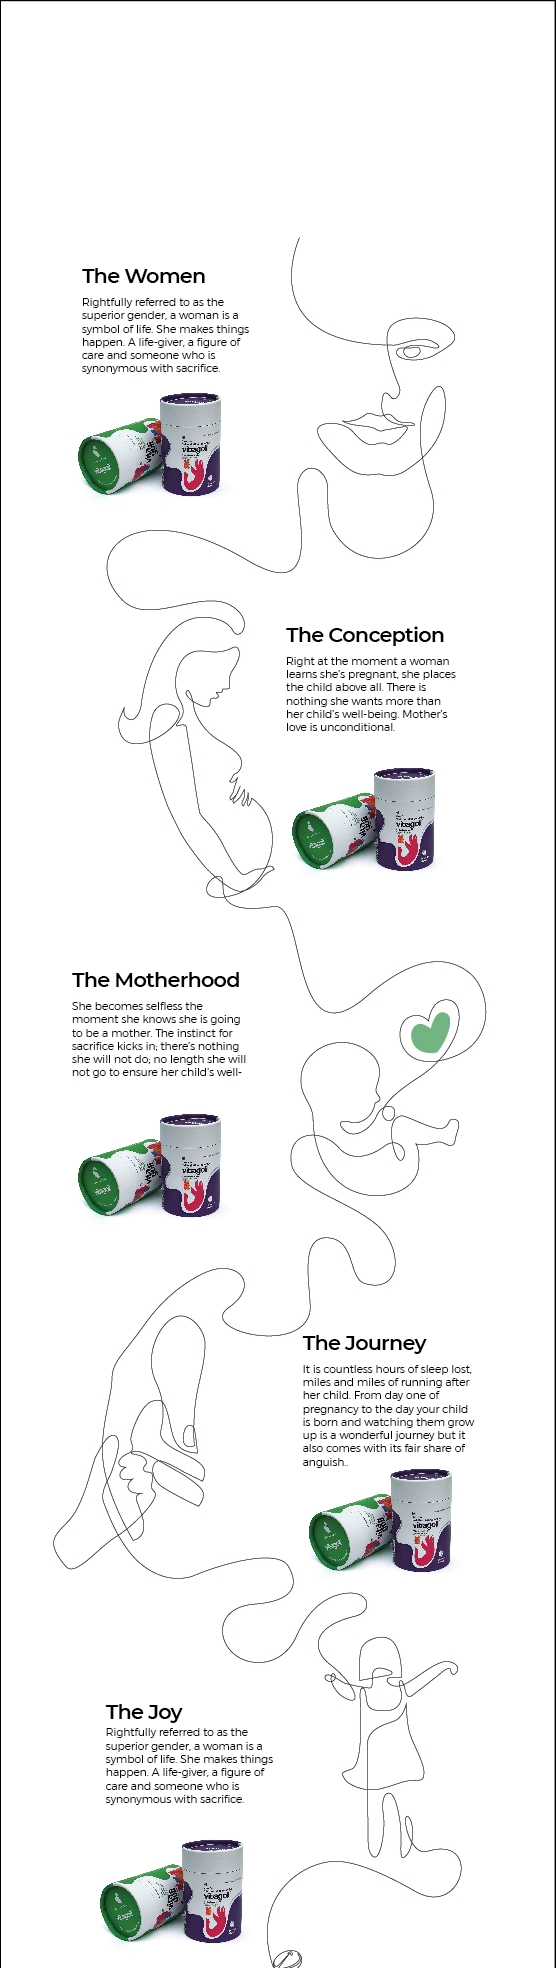 The Women
Rightfully referred to as the
superior gender, a woman is a
symbol of life. She makes things
happen. A life-giver, a figure of
care and someone who is
synonymous with sacrifice.
vitagoli
The Conception
Right at the moment a woman
learns she's pregnant, she places
the child above all. There is
nothing she wants more than
her child's well-being. Mother's
love is unconditional.
vitagoli
The Motherhood
She becomes selfless the
moment she knows she is going
to be a mother. The instinct for
sacrifice kicks in; there's nothing
she will not do; no length she will
not go to ensure her child's well-
vitagoli
The Journey
It is countless hours of sleep lost,
miles and miles of running after
her child. From day one of
pregnancy to the day your child
is born and watching them grow
up is a wonderful journey but it
also comes with its fair share of
anguish..
vitagoli
The Joy
Rightfully referred to as the
superior gender, a woman is a
symbol of life. She makes things
happen. A life-giver, a figure of
care and someone who is
synonymous with sacrifice.
vitagoli